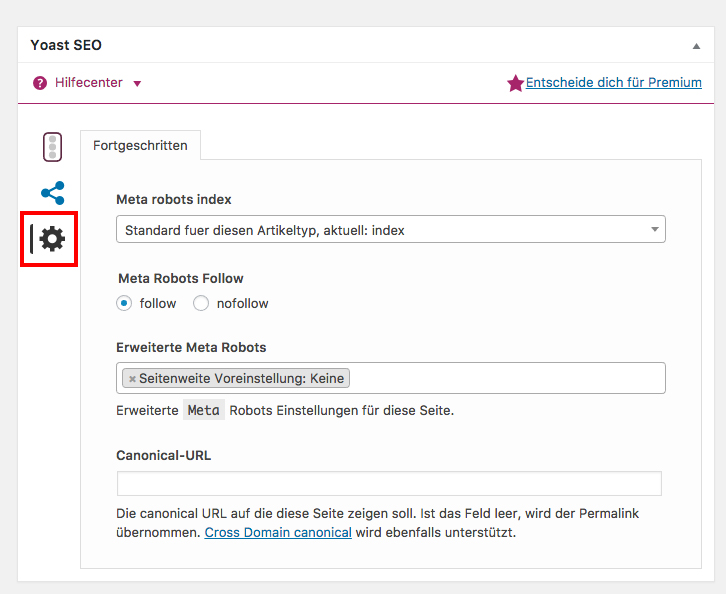 Yoast SEO
? Hilfecenter
Entscheide dich für Premium
Fortgeschritten
Meta robots index
Standard fuer diesen Artikeltyp, aktuell: index
Meta Robots Follow
follow nofollow
Erweiterte Meta Robots
× Seitenweite Voreinstellung: Keine
Erweiterte Meta Robots Einstellungen für diese Seite.
Canonical-URL
Die canonical URL auf die diese Seite zeigen soll. Ist das Feld leer, wird der Permalink
übernommen. Cross Domain canonical wird ebenfalls unterstützt.